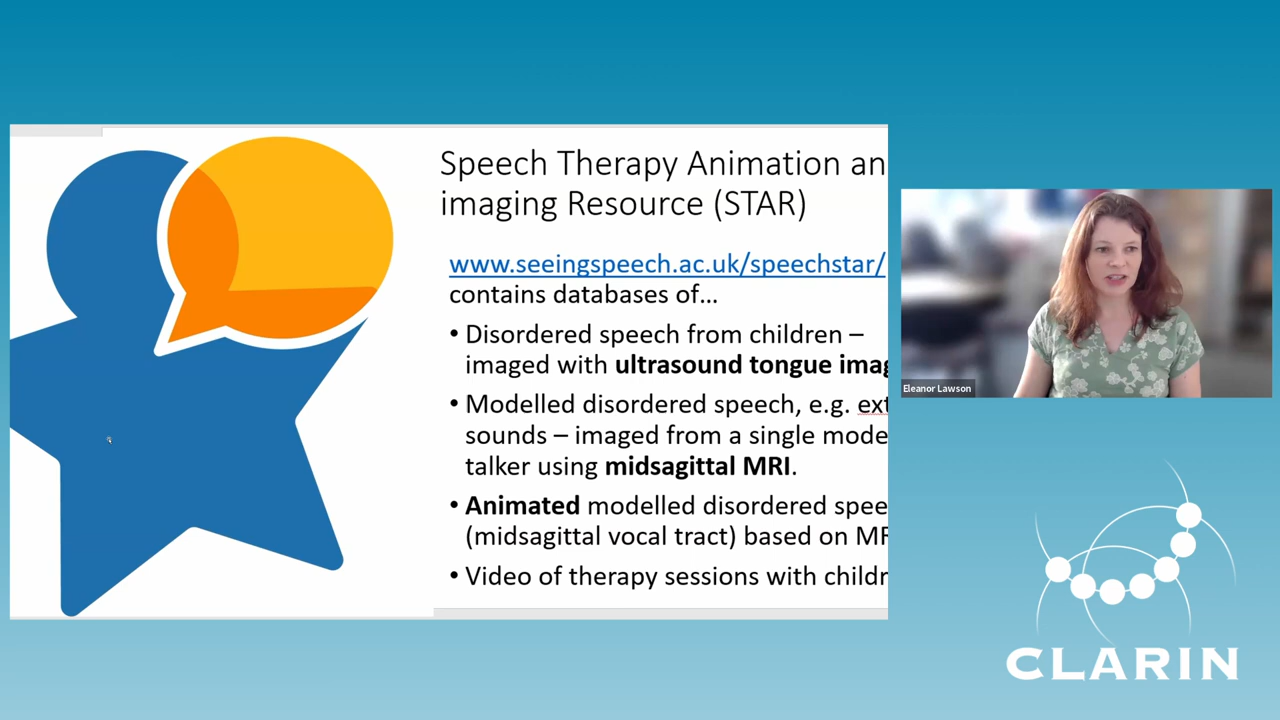 Speech Therapy Animation an
imaging Resource (STAR)
www.seeingspeech.ac.uk/speechstar/
contains databases of…
• Disordered speech from children –
imaged with ultrasound tongue imag
• Modelled disordered speech, e.g. ext
sounds – imaged from a single mode
talker using midsagittal MRI.
• Animated modelled disordered spee
(midsagittal vocal tract) based on MR
• Video of therapy sessions with childr
Eleanor Lawson
CLARIN